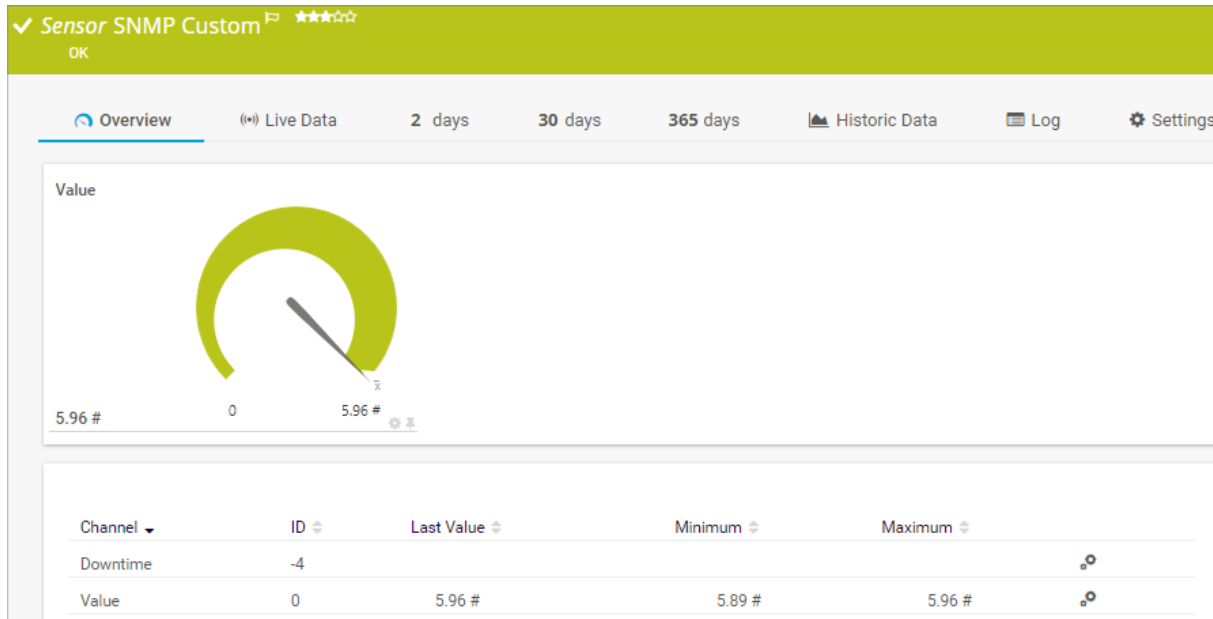 Sensor SNMP Custom
OK
Overview Live Data 2 days 30 days 365 days Historic Data Log Settings
Value
x̄
0 5.96 #
5.96 #
Channel ID Last Value Minimum Maximum
Downtime -4
Value 0 5.96 # 5.89 # 5.96 #